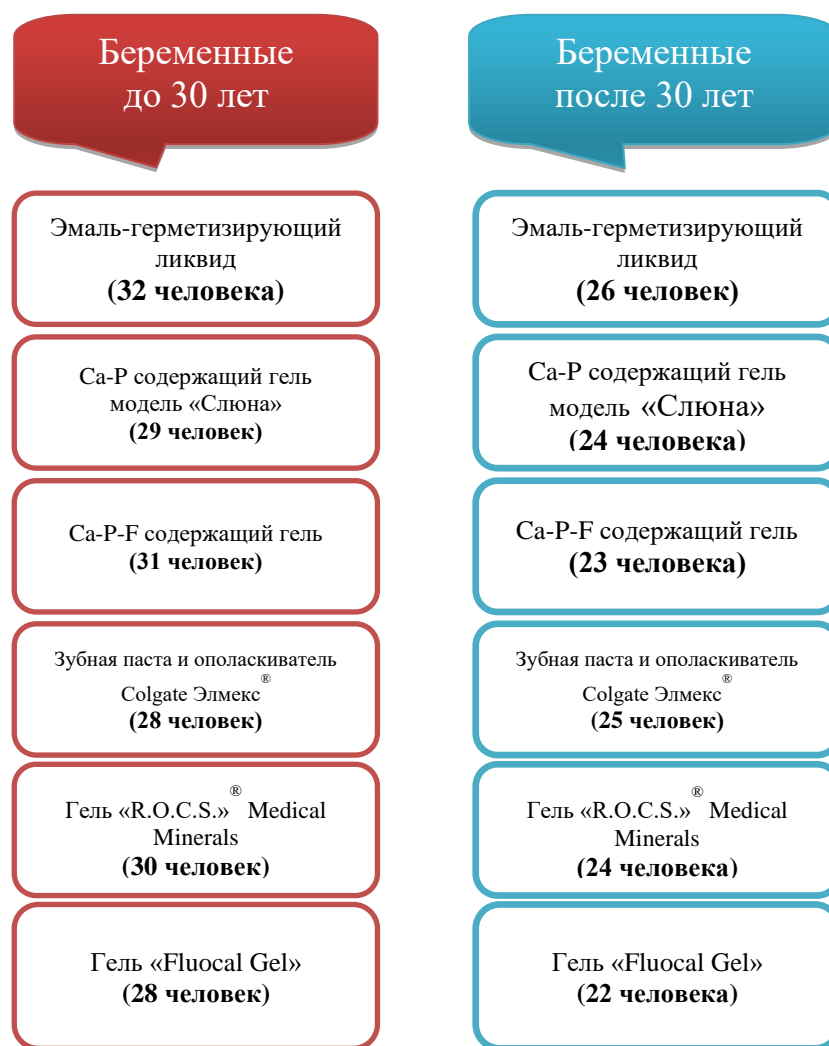 Беременные
до 30 лет
Эмаль-герметизирующий
ликвид
(32 человека)
Ca-P содержащий гель
модель «Слюна»
(29 человек)
Ca-P-F содержащий гель
(31 человек)
Зубная паста и ополаскиватель
Colgate Элмекс®
(28 человек)
Гель «R.O.C.S.»® Medical
Minerals
(30 человек)
Гель «Fluocal Gel»
(28 человек)
Беременные
после 30 лет
Эмаль-герметизирующий
ликвид
(26 человек)
Ca-P содержащий гель
модель «Слюна»
(24 человека)
Ca-P-F содержащий гель
(23 человека)
Зубная паста и ополаскиватель
Colgate Элмекс®
(25 человек)
Гель «R.O.C.S.»® Medical
Minerals
(24 человека)
Гель «Fluocal Gel»
(22 человека)